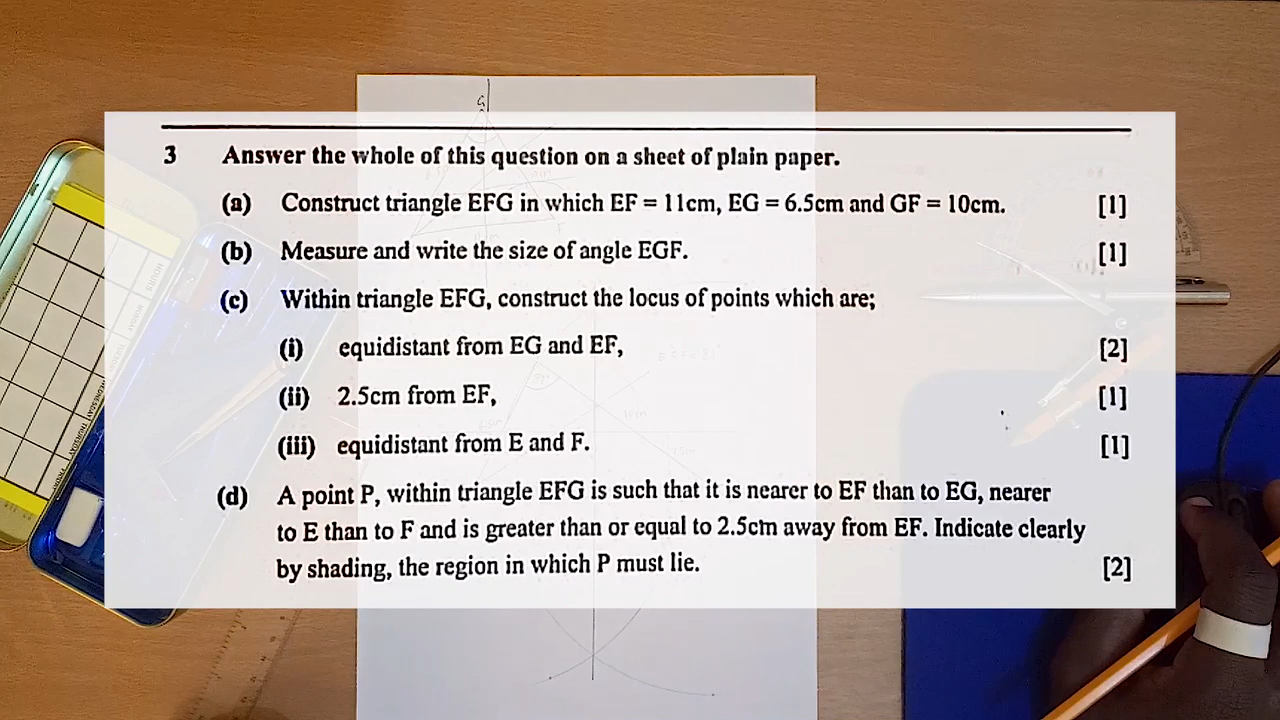 3 Answer the whole of this question on a sheet of plain paper.
(a) Construct triangle EFG in which EF = 11cm, EG = 6.5cm and GF = 10cm. [1]
(b) Measure and write the size of angle EGF. [1]
(c) Within triangle EFG, construct the locus of points which are;
(i) equidistant from EG and EF, [2]
(ii) 2.5cm from EF, [1]
(iii) equidistant from E and F. [1]
(d) A point P, within triangle EFG is such that it is nearer to EF than to EG, nearer
to E than to F and is greater than or equal to 2.5cm away from EF. Indicate clearly
by shading, the region in which P must lie. [2]
G
HOURS
THURSDAY